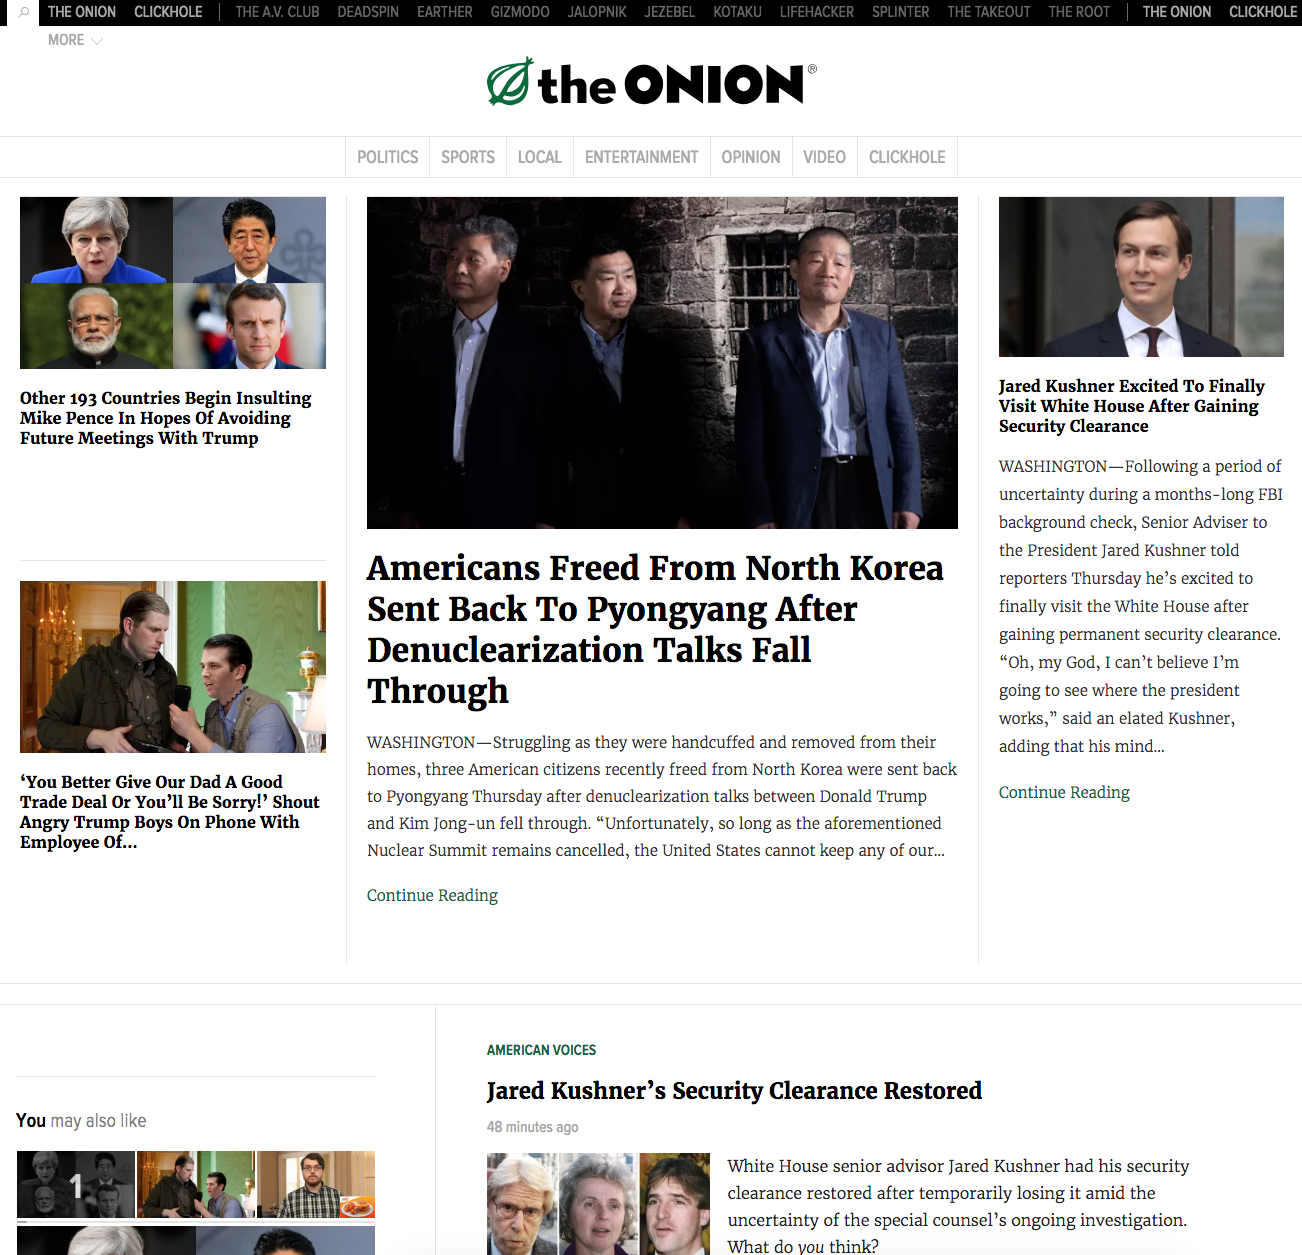 THE ONION CLICKHOLE THE A.V. CLUB DEADSPIN EARTHER GIZMODO JALOPNIK JEZEBEL KOTAKU LIFEHACKER SPLINTER THE TAKEOUT THE ROOT THE ONION CLICKHOLE
MORE
the ONION®
POLITICS SPORTS LOCAL ENTERTAINMENT OPINION VIDEO CLICKHOLE
Other 193 Countries Begin Insulting
Mike Pence In Hopes Of Avoiding
Future Meetings With Trump
‘You Better Give Our Dad A Good
Trade Deal Or You’ll Be Sorry!’ Shout
Angry Trump Boys On Phone With
Employee Of...
Americans Freed From North Korea
Sent Back To Pyongyang After
Denuclearization Talks Fall
Through
WASHINGTON—Struggling as they were handcuffed and removed from their
homes, three American citizens recently freed from North Korea were sent back
to Pyongyang Thursday after denuclearization talks between Donald Trump
and Kim Jong-un fell through. “Unfortunately, so long as the aforementioned
Nuclear Summit remains cancelled, the United States cannot keep any of our...
Continue Reading
Jared Kushner Excited To Finally
Visit White House After Gaining
Security Clearance
WASHINGTON—Following a period of
uncertainty during a months-long FBI
background check, Senior Adviser to
the President Jared Kushner told
reporters Thursday he’s excited to
finally visit the White House after
gaining permanent security clearance.
“Oh, my God, I can’t believe I’m
going to see where the president
works,” said an elated Kushner,
adding that his mind...
Continue Reading
You may also like
1
AMERICAN VOICES
Jared Kushner’s Security Clearance Restored
48 minutes ago
White House senior advisor Jared Kushner had his security
clearance restored after temporarily losing it amid the
uncertainty of the special counsel’s ongoing investigation.
What do you think?